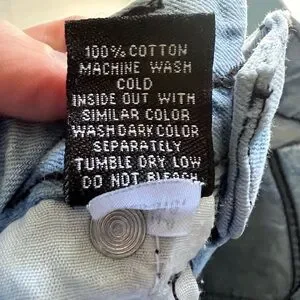 100% COTTON
MACHINE WASH
COLD
INSIDE OUT WITH
SIMILAR COLOR
WASH DARK COLOR
SEPARATELY
TUMBLE DRY LOW
DO NOT BLEACH